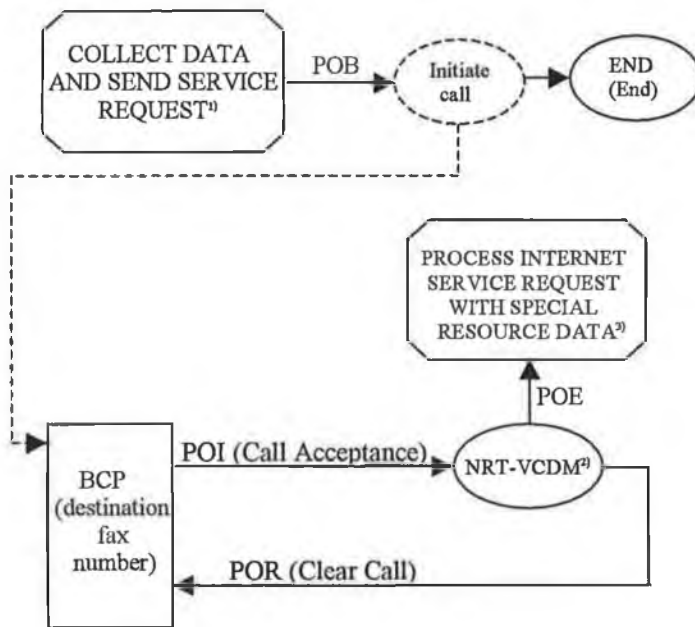 COLLECT DATA
AND SEND SERVICE
REQUEST¹⁾
POB
Initiate
call
END
(End)
PROCESS INTERNET
SERVICE REQUEST
WITH SPECIAL
RESOURCE DATA³⁾
POE
BCP
(destination
fax
number)
POI (Call Acceptance)
NRT-VCDM²⁾
POR (Clear Call)